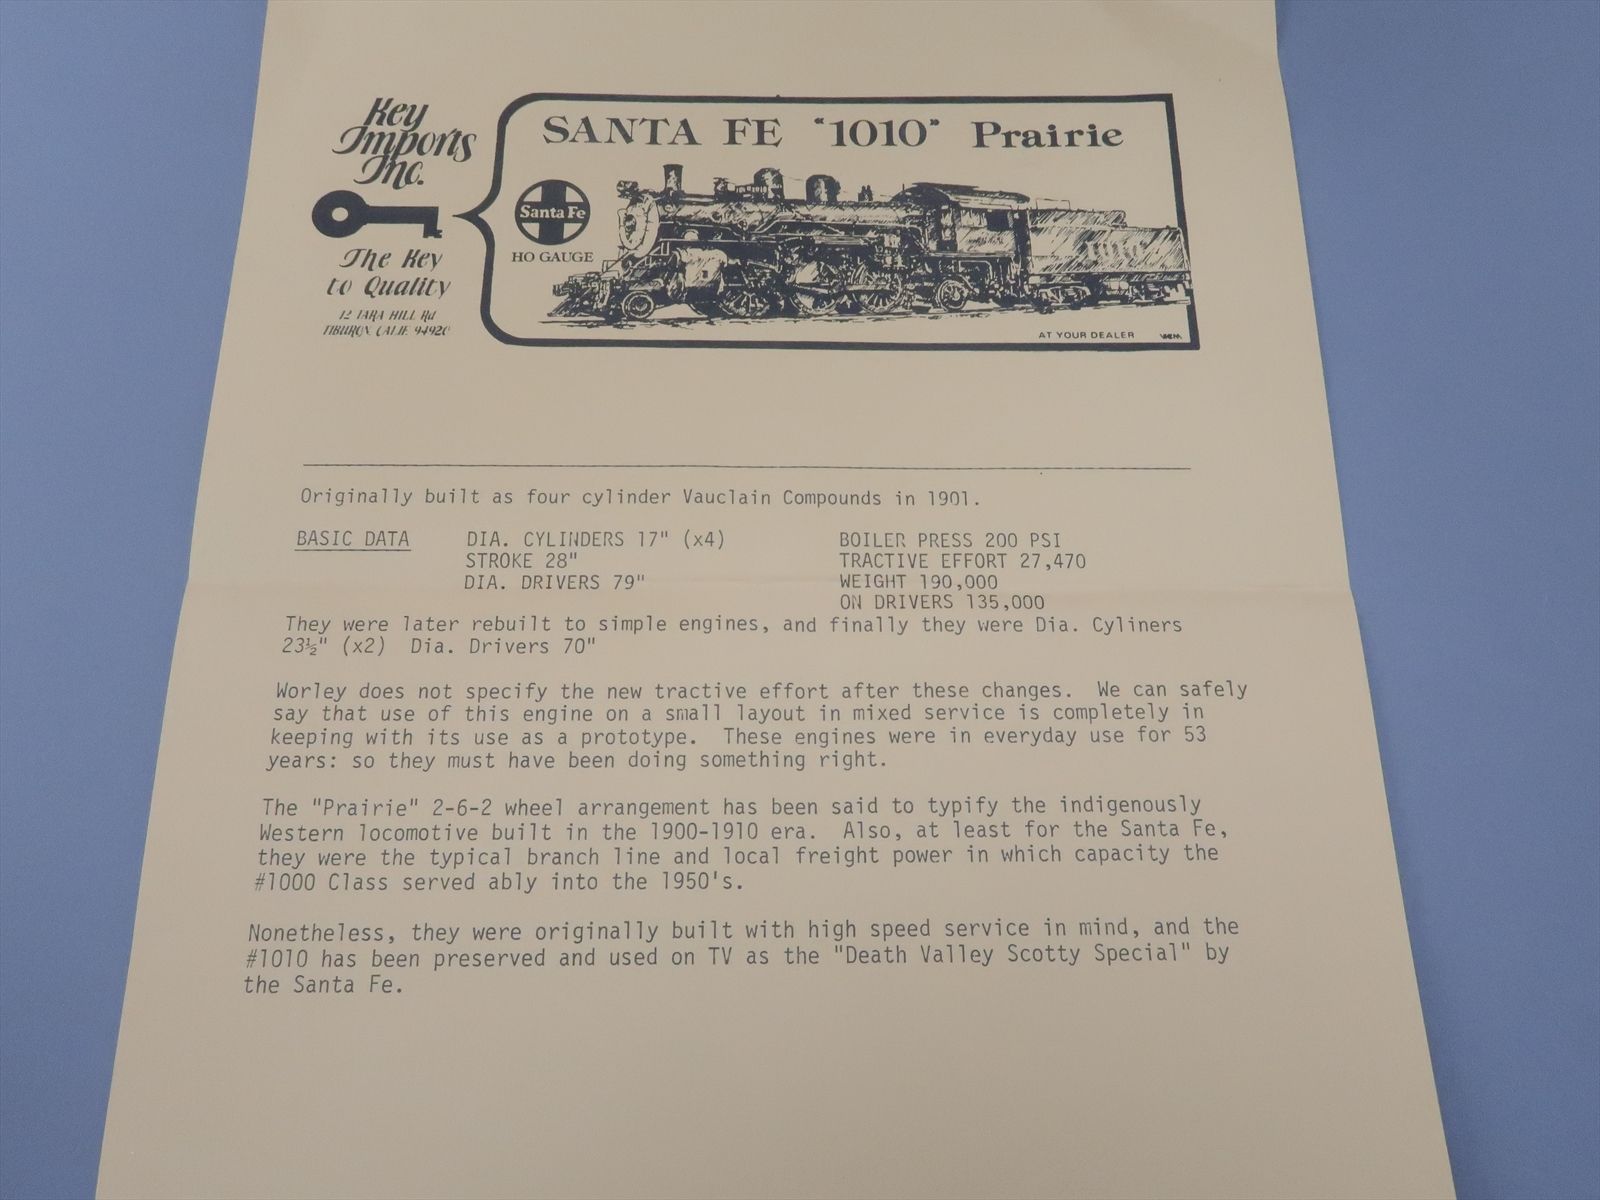 Key
Imports
Inc.
The Key
to Quality
12 TARA HILL Rd
TIBURON, CALIF. 94920
SANTA FE "1010" Prairie
Santa Fe
HO GAUGE
AT YOUR DEALER
Originally built as four cylinder Vauclain Compounds in 1901.
BASIC DATA DIA. CYLINDERS 17" (x4) BOILER PRESS 200 PSI
STROKE 28" TRACTIVE EFFORT 27,470
DIA. DRIVERS 79" WEIGHT 190,000
ON DRIVERS 135,000
They were later rebuilt to simple engines, and finally they were Dia. Cyliners
23½" (x2) Dia. Drivers 70"
Worley does not specify the new tractive effort after these changes. We can safely
say that use of this engine on a small layout in mixed service is completely in
keeping with its use as a prototype. These engines were in everyday use for 53
years: so they must have been doing something right.
The "Prairie" 2-6-2 wheel arrangement has been said to typify the indigenously
Western locomotive built in the 1900-1910 era. Also, at least for the Santa Fe,
they were the typical branch line and local freight power in which capacity the
#1000 Class served ably into the 1950's.
Nonetheless, they were originally built with high speed service in mind, and the
#1010 has been preserved and used on TV as the "Death Valley Scotty Special" by
the Santa Fe.